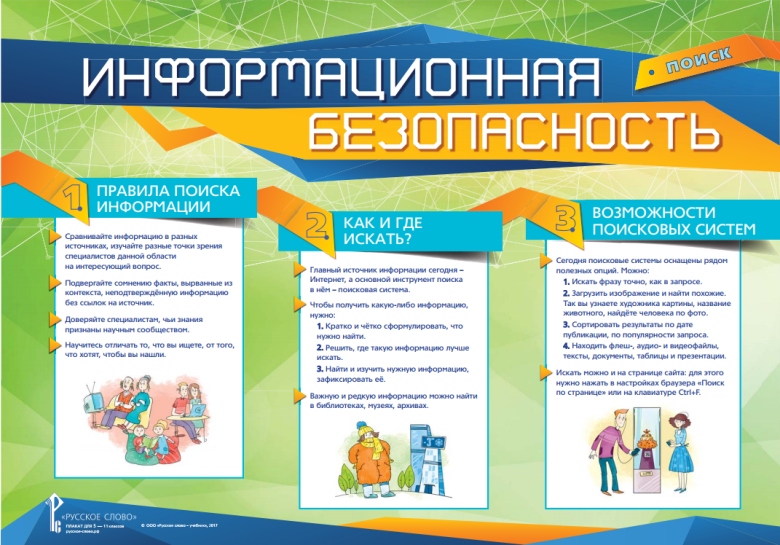 ИНФОРМАЦИОННАЯ
ПОИСК
БЕЗОПАСНОСТЬ
1
ПРАВИЛА ПОИСКА
ИНФОРМАЦИИ
Сравнивайте информацию в разных
источниках, изучайте разные точки зрения
специалистов данной области
на интересующий вопрос.
Подвергайте сомнению факты, вырванные из
контекста, неподтверждённую информацию
без ссылок на источник.
Доверяйте специалистам, чьи знания
признаны научным сообществом.
Научитесь отличать то, что вы ищете, от того,
что хотят, чтобы вы нашли.
2
КАК И ГДЕ
ИСКАТЬ?
Главный источник информации сегодня –
Интернет, а основной инструмент поиска
в нём – поисковая система.
Чтобы получить какую-либо информацию,
нужно:
1. Кратко и чётко сформулировать, что
нужно найти.
2. Решить, где такую информацию лучше
искать.
3. Найти и изучить нужную информацию,
зафиксировать её.
Важную и редкую информацию можно найти
в библиотеках, музеях, архивах.
-3°
3
ВОЗМОЖНОСТИ
ПОИСКОВЫХ СИСТЕМ
Сегодня поисковые системы оснащены рядом
полезных опций. Можно:
1. Искать фразу точно, как в запросе.
2. Загрузить изображение и найти похожие.
Так вы узнаете художника картины, название
животного, найдёте человека по фото.
3. Сортировать результаты по дате
публикации, по популярности запроса.
4. Находить флеш-, аудио- и видеофайлы,
тексты, документы, таблицы и презентации.
Искать можно и на странице сайта: для этого
нужно нажать в настройках браузера «Поиск
по странице» или на клавиатуре Ctrl+F.
«РУССКОЕ СЛОВО»
ПЛАКАТ ДЛЯ 5 — 11 классов
русское-слово.рф
© ООО «Русское слово – учебник», 2017